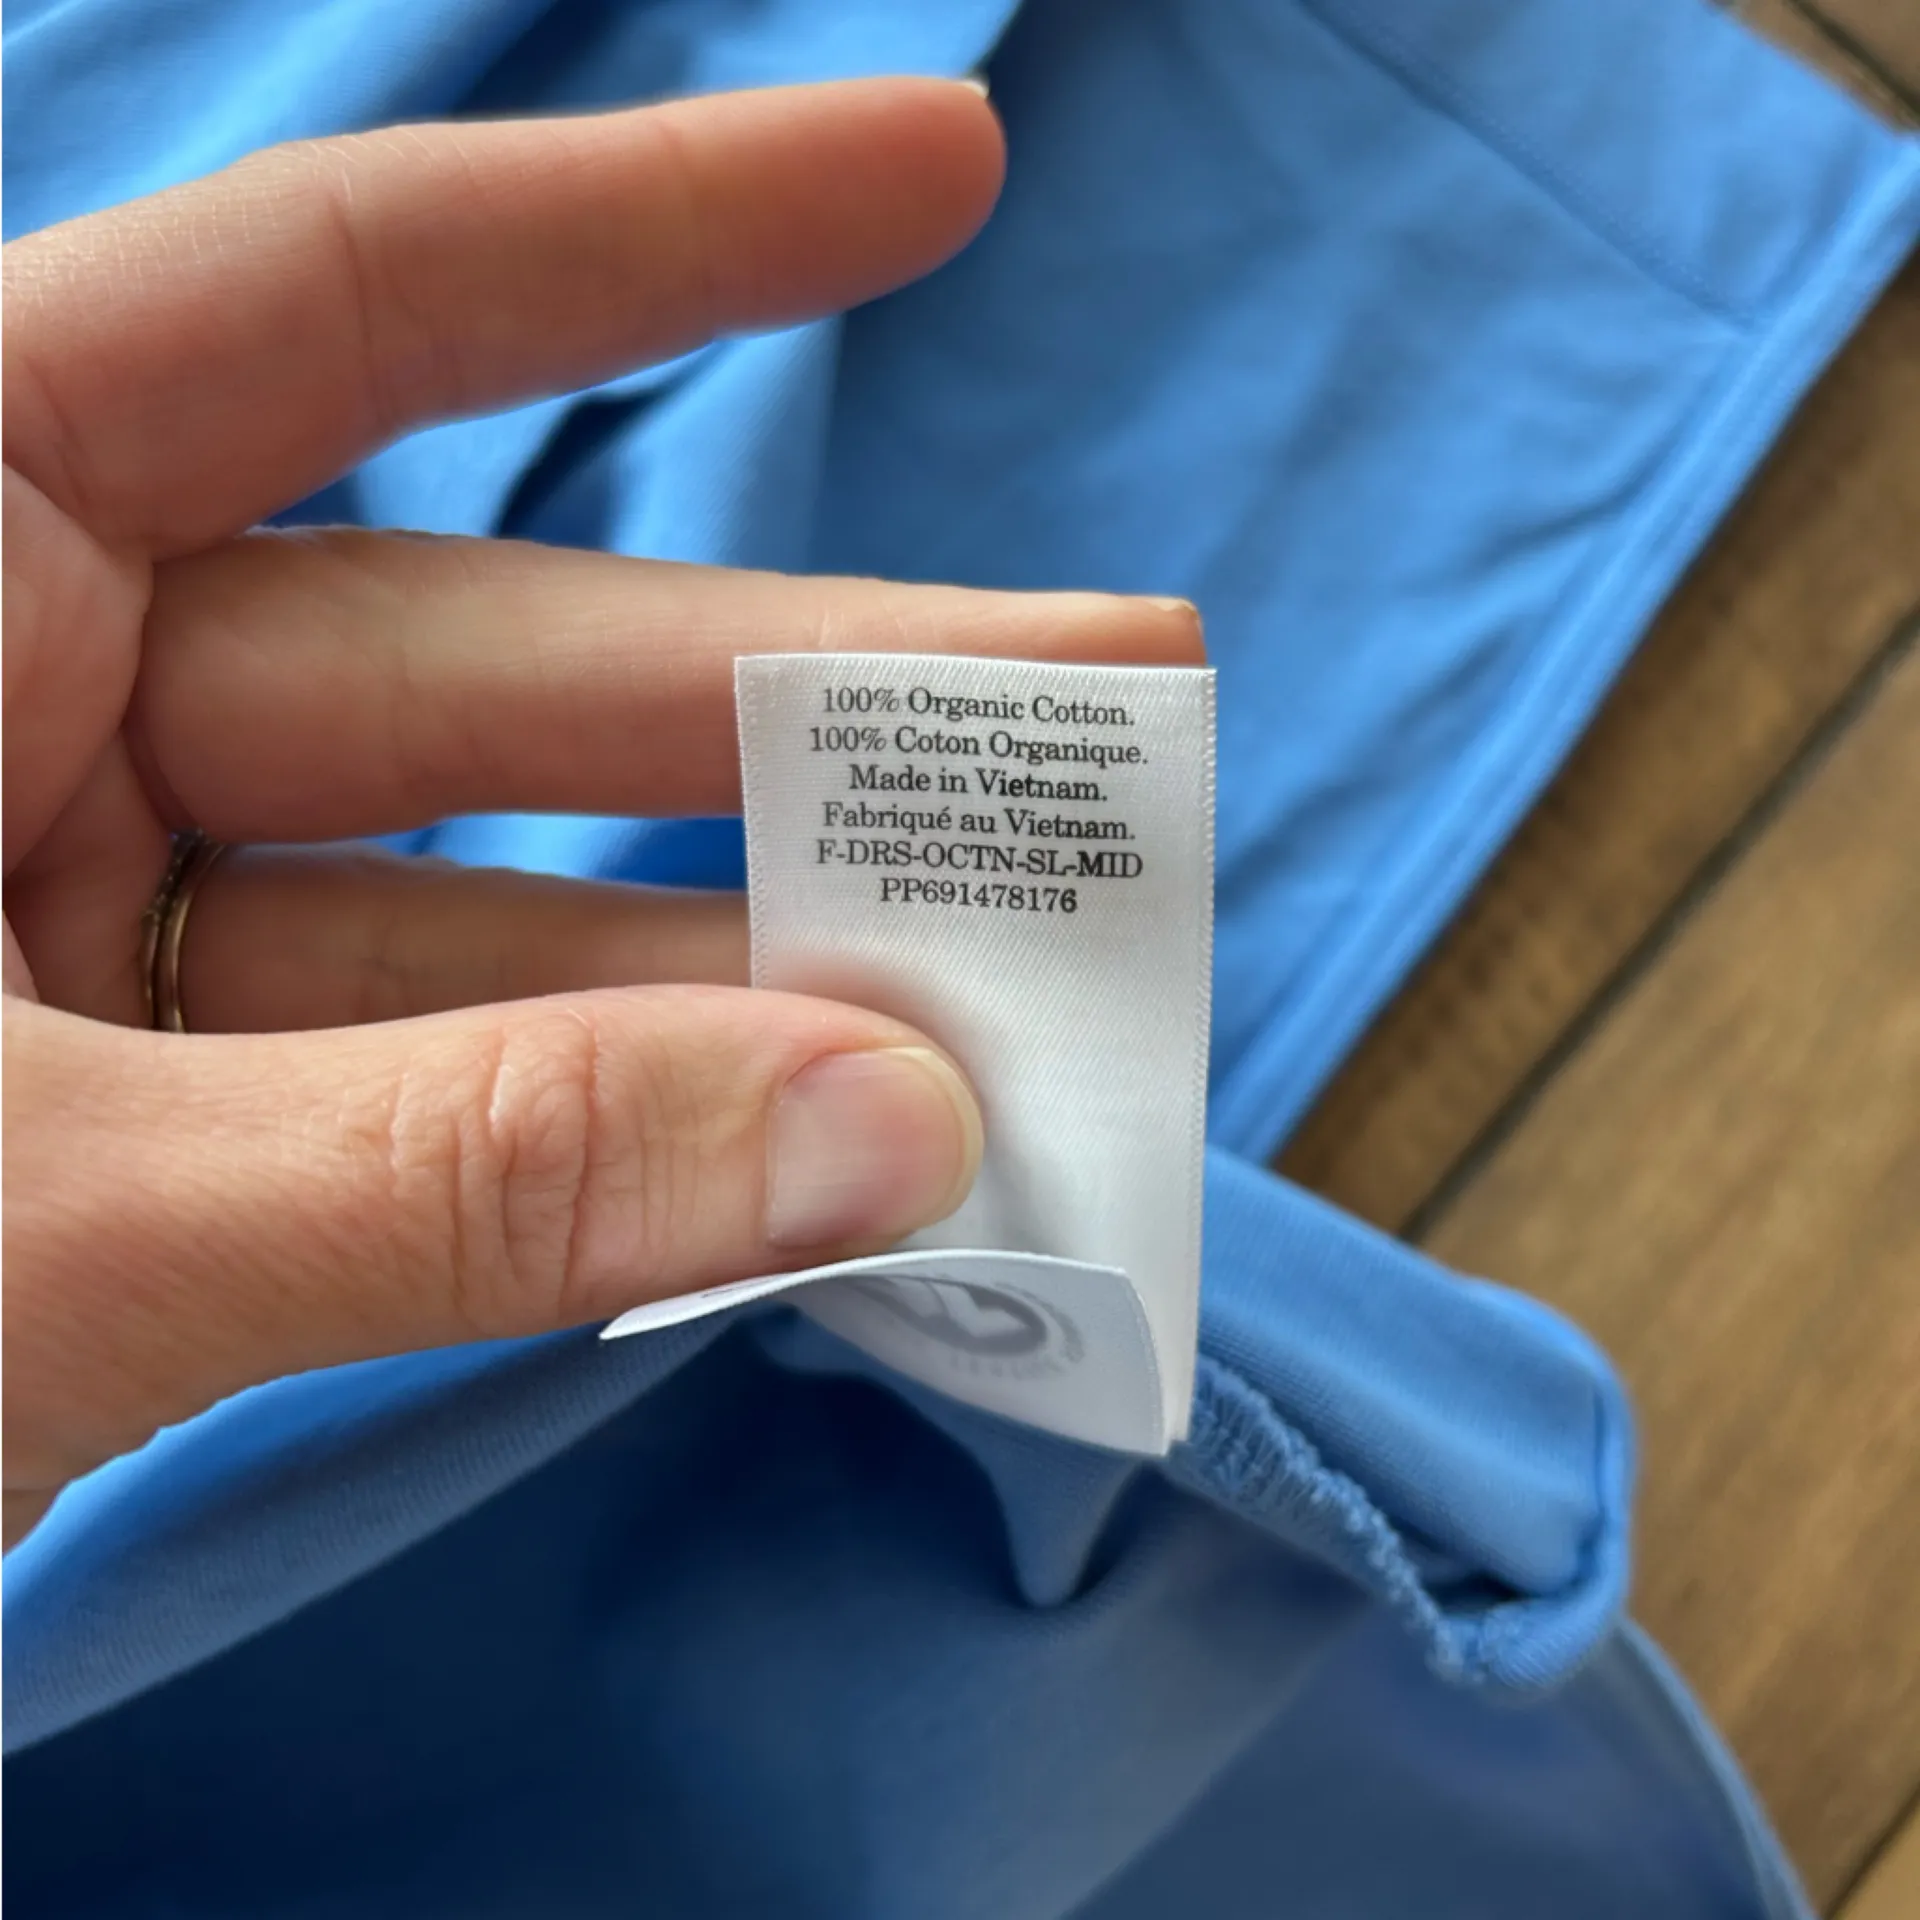 100% Organic Cotton.
100% Coton Organique.
Made in Vietnam.
Fabriqué au Vietnam.
F-DRS-OCTN-SL-MID
PP691478176